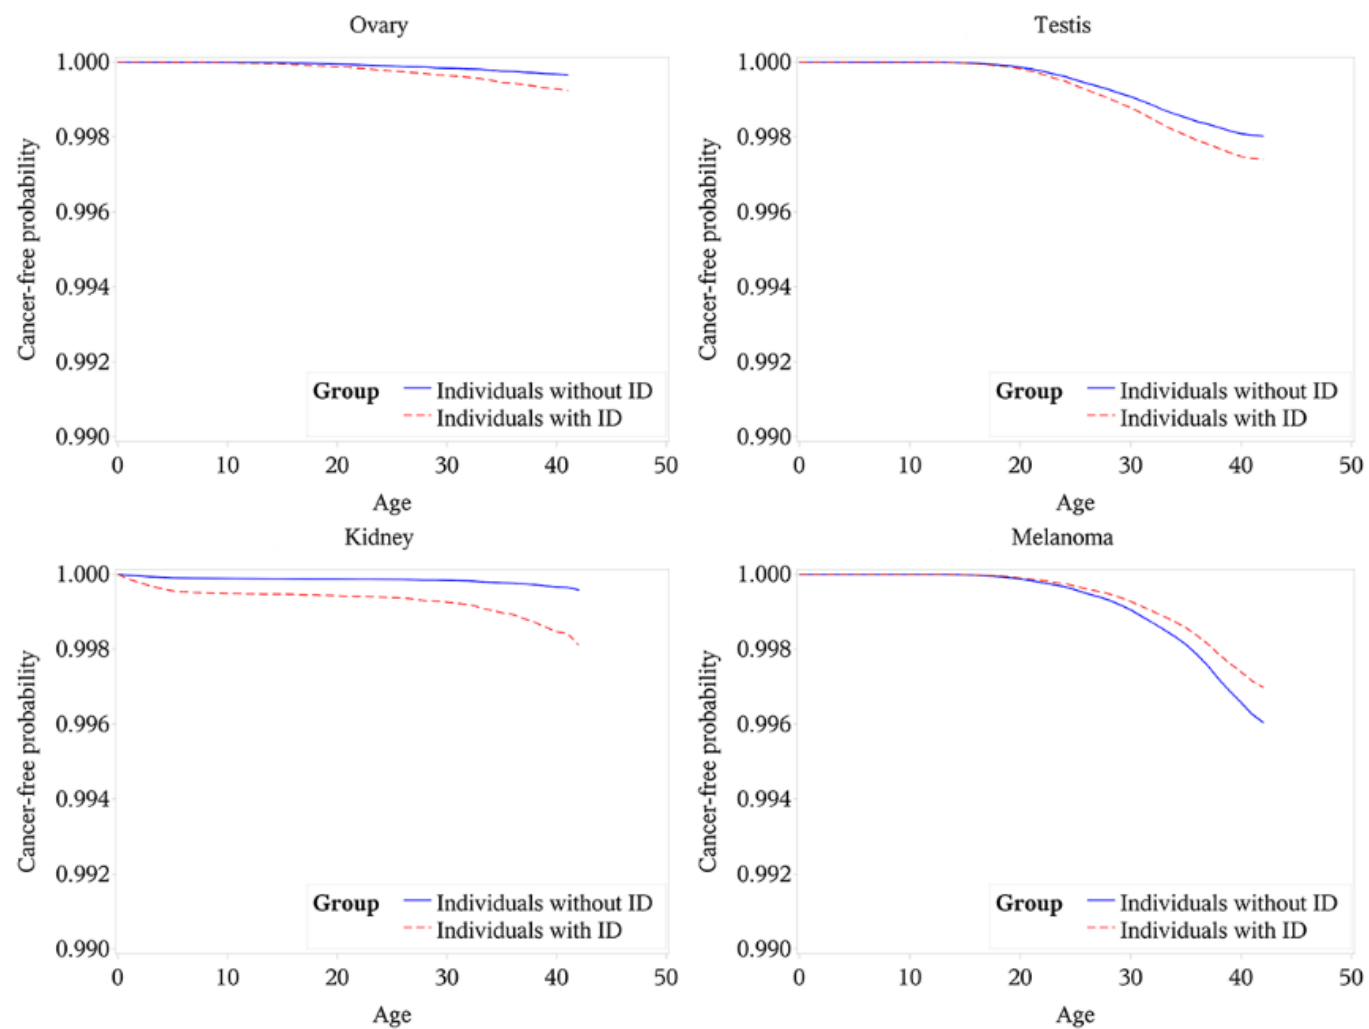 Ovary
Cancer-free probability
1.000
0.998
0.996
0.994
0.992
0.990
Group
Individuals without ID
Individuals with ID
0 10 20 30 40 50
Age
Testis
Cancer-free probability
1.000
0.998
0.996
0.994
0.992
0.990
Group
Individuals without ID
Individuals with ID
0 10 20 30 40 50
Age
Kidney
Cancer-free probability
1.000
0.998
0.996
0.994
0.992
0.990
Group
Individuals without ID
Individuals with ID
0 10 20 30 40 50
Age
Melanoma
Cancer-free probability
1.000
0.998
0.996
0.994
0.992
0.990
Group
Individuals without ID
Individuals with ID
0 10 20 30 40 50
Age